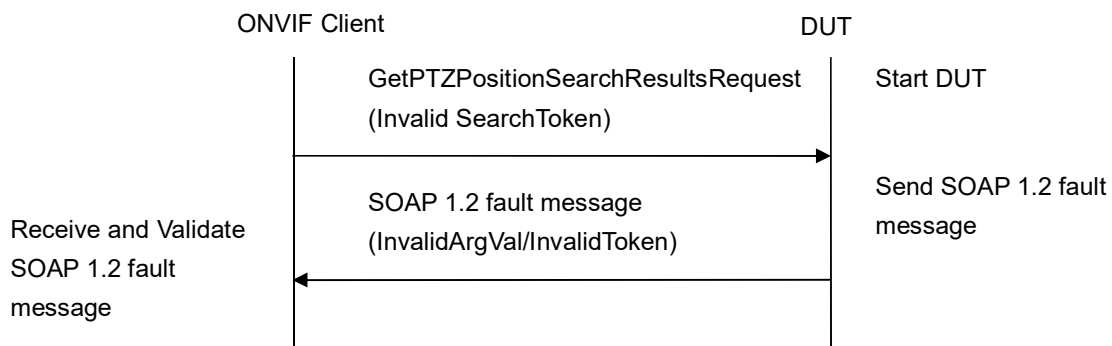 ONVIF Client
DUT
GetPTZPositionSearchResultsRequest
(Invalid SearchToken)
Start DUT
SOAP 1.2 fault message
(InvalidArgVal/InvalidToken)
Send SOAP 1.2 fault
message
Receive and Validate
SOAP 1.2 fault
message